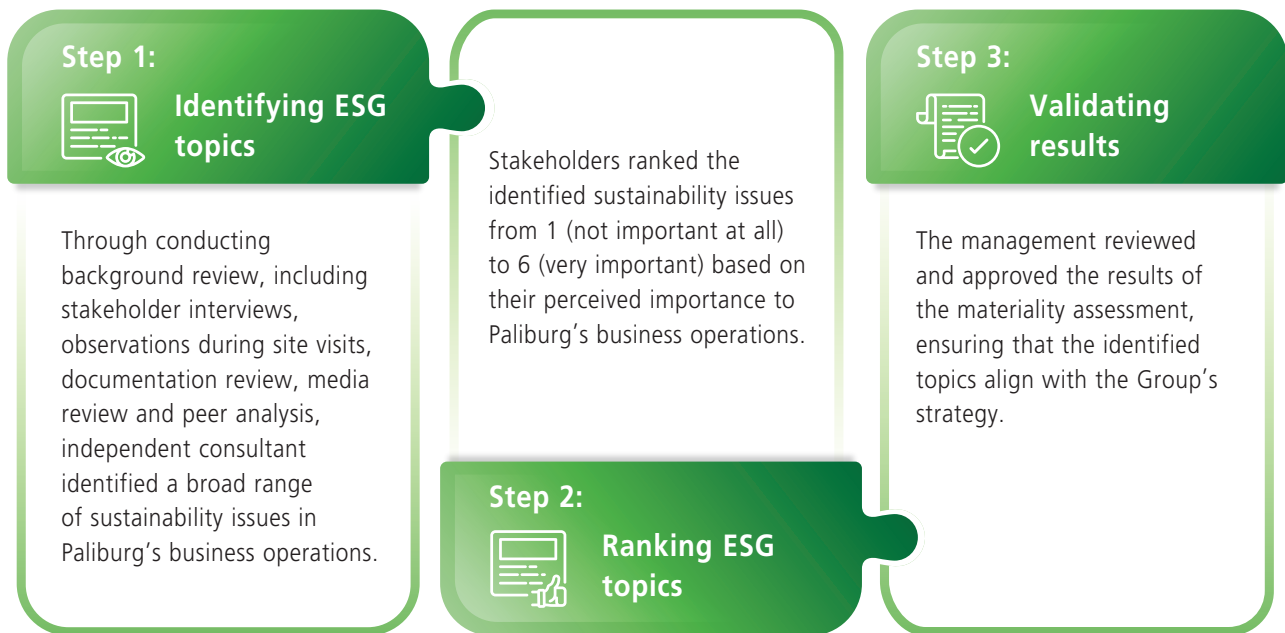 Step 1:
Identifying ESG
topics
Through conducting
background review, including
stakeholder interviews,
observations during site visits,
documentation review, media
review and peer analysis,
independent consultant
identified a broad range
of sustainability issues in
Paliburg's business operations.
Stakeholders ranked the
identified sustainability issues
from 1 (not important at all)
to 6 (very important) based on
their perceived importance to
Paliburg's business operations.
Step 2:
Ranking ESG
topics
Step 3:
Validating
results
The management reviewed
and approved the results of
the materiality assessment,
ensuring that the identified
topics align with the Group's
strategy.